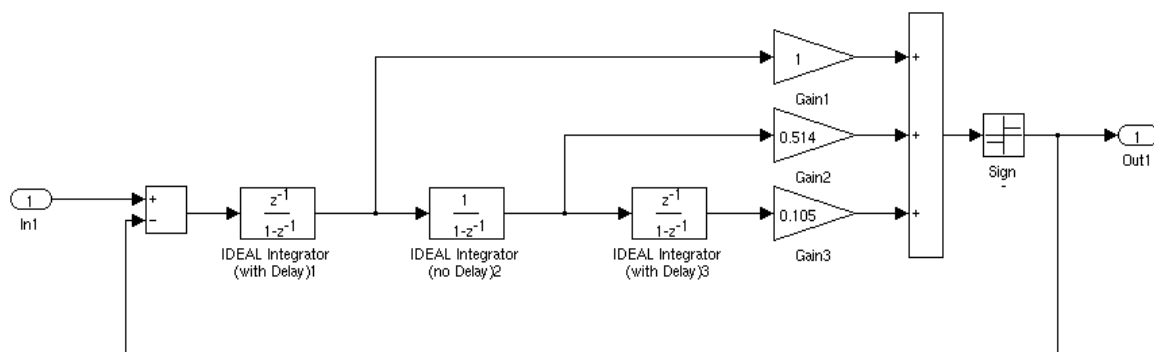 1
+
Gain1
0.514
+
1
Gain2
Sign
-
Out1
1
In1
+
−
z-1
1-z-1
IDEAL Integrator
(with Delay)1
1
1-z-1
IDEAL Integrator
(no Delay)2
z-1
1-z-1
IDEAL Integrator
(with Delay)3
0.105
+
Gain3